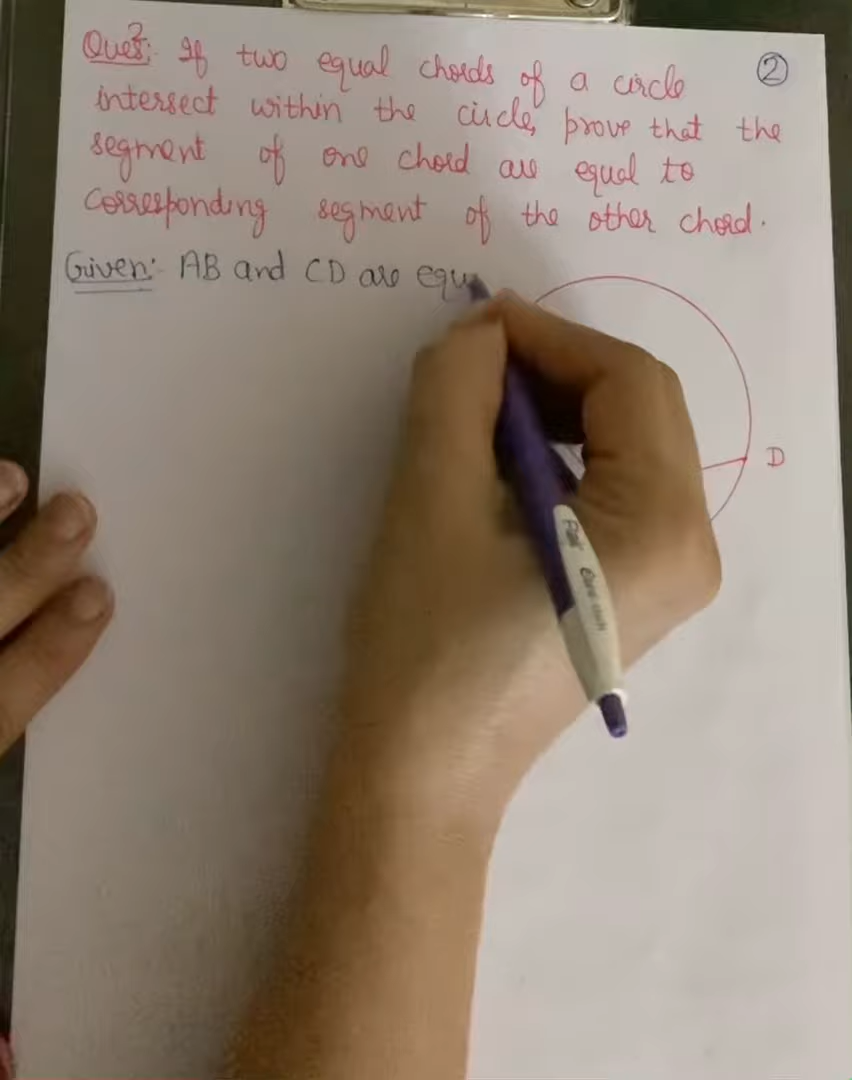 Ques2: If two equal chords of a circle
②
intersect within the circle, prove that the
segment of one chord are equal to
corresponding segment of the other chord.
Given: AB and CD are equ
D